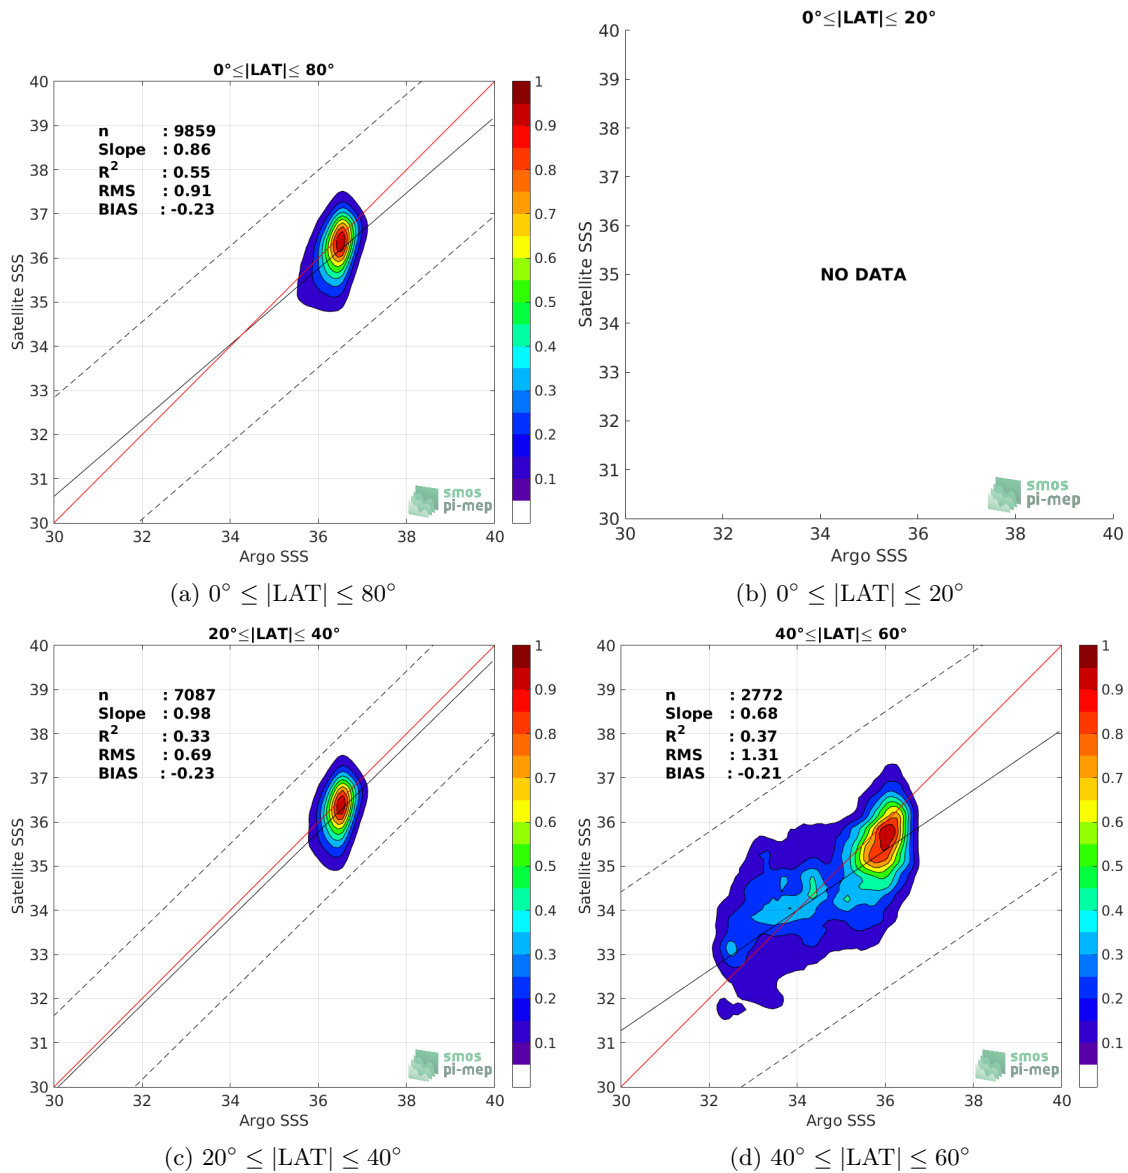 0°≤|LAT|≤ 80°
40
39
38
37
36
35
34
33
32
31
30
n : 9859
Slope : 0.86
R² : 0.55
RMS : 0.91
BIAS : -0.23
Satellite SSS
smos
pi-mep
30 32 34 36 38 40
Argo SSS
1
0.9
0.8
0.7
0.6
0.5
0.4
0.3
0.2
0.1
(a) 0° ≤ |LAT| ≤ 80°
0°≤|LAT|≤ 20°
40
39
38
37
36
35
34
33
32
31
30
Satellite SSS
NO DATA
smos
pi-mep
30 32 34 36 38 40
Argo SSS
(b) 0° ≤ |LAT| ≤ 20°
20°≤|LAT|≤ 40°
40
39
38
37
36
35
34
33
32
31
30
n : 7087
Slope : 0.98
R² : 0.33
RMS : 0.69
BIAS : -0.23
Satellite SSS
smos
pi-mep
30 32 34 36 38 40
Argo SSS
1
0.9
0.8
0.7
0.6
0.5
0.4
0.3
0.2
0.1
(c) 20° ≤ |LAT| ≤ 40°
40°≤|LAT|≤ 60°
40
39
38
37
36
35
34
33
32
31
30
n : 2772
Slope : 0.68
R² : 0.37
RMS : 1.31
BIAS : -0.21
Satellite SSS
smos
pi-mep
30 32 34 36 38 40
Argo SSS
1
0.9
0.8
0.7
0.6
0.5
0.4
0.3
0.2
0.1
(d) 40° ≤ |LAT| ≤ 60°